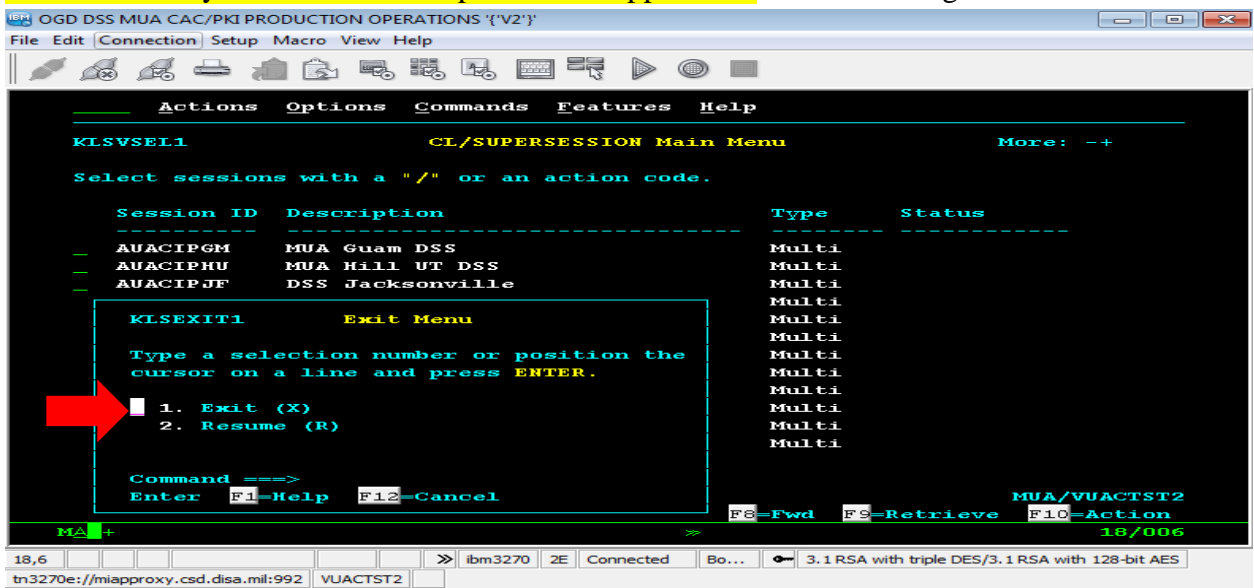 OGD DSS MUA CAC/PKI PRODUCTION OPERATIONS '{'V2'}'
File Edit Connection Setup Macro View Help
Actions Options Commands Features Help
KLSVSEL1 CL/SUPERSESSION Main Menu More: -+
Select sessions with a "/" or an action code.
Session ID Description Type Status
---------- ---------------------------------------- ---------- ------------
_ AUACIPGM MUA Guam DSS Multi
_ AUACIPHU MUA Hill UT DSS Multi
_ AUACIPJF DSS Jacksonville Multi
Multi
KLSEXIT1 Exit Menu Multi
Multi
Type a selection number or position the Multi
cursor on a line and press ENTER. Multi
Multi
1. Exit (X) Multi
2. Resume (R) Multi
Multi
Command ===>
Enter F1=Help F12=Cancel MUA/VUACTST2
F8=Fwd F9=Retrieve F10=Action
MA + 18/006
18,6 ibm3270 2E Connected Bo... 3.1 RSA with triple DES/3.1 RSA with 128-bit AES
tn3270e://miapproxy.csd.disa.mil:992 VUACTST2